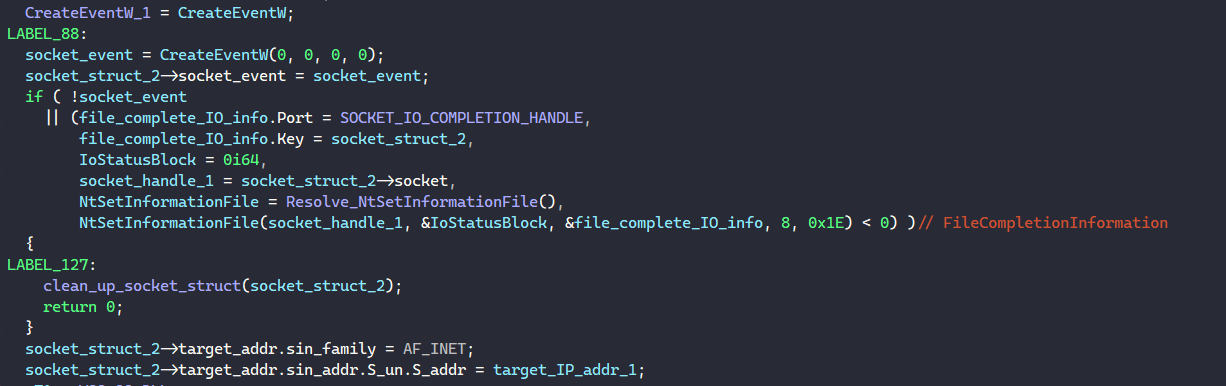 CreateEventW_1 = CreateEventW;
LABEL_88:
socket_event = CreateEventW(0, 0, 0, 0);
socket_struct_2->socket_event = socket_event;
if ( !socket_event
|| (file_complete_IO_info.Port = SOCKET_IO_COMPLETION_HANDLE,
file_complete_IO_info.Key = socket_struct_2,
IoStatusBlock = 0i64,
socket_handle_1 = socket_struct_2->socket,
NtSetInformationFile = Resolve_NtSetInformationFile(),
NtSetInformationFile(socket_handle_1, &IoStatusBlock, &file_complete_IO_info, 8, 0x1E) < 0) )// FileCompletionInformation
{
LABEL_127:
clean_up_socket_struct(socket_struct_2);
return 0;
}
socket_struct_2->target_addr.sin_family = AF_INET;
socket_struct_2->target_addr.sin_addr.S_un.S_addr = target_IP_addr_1;